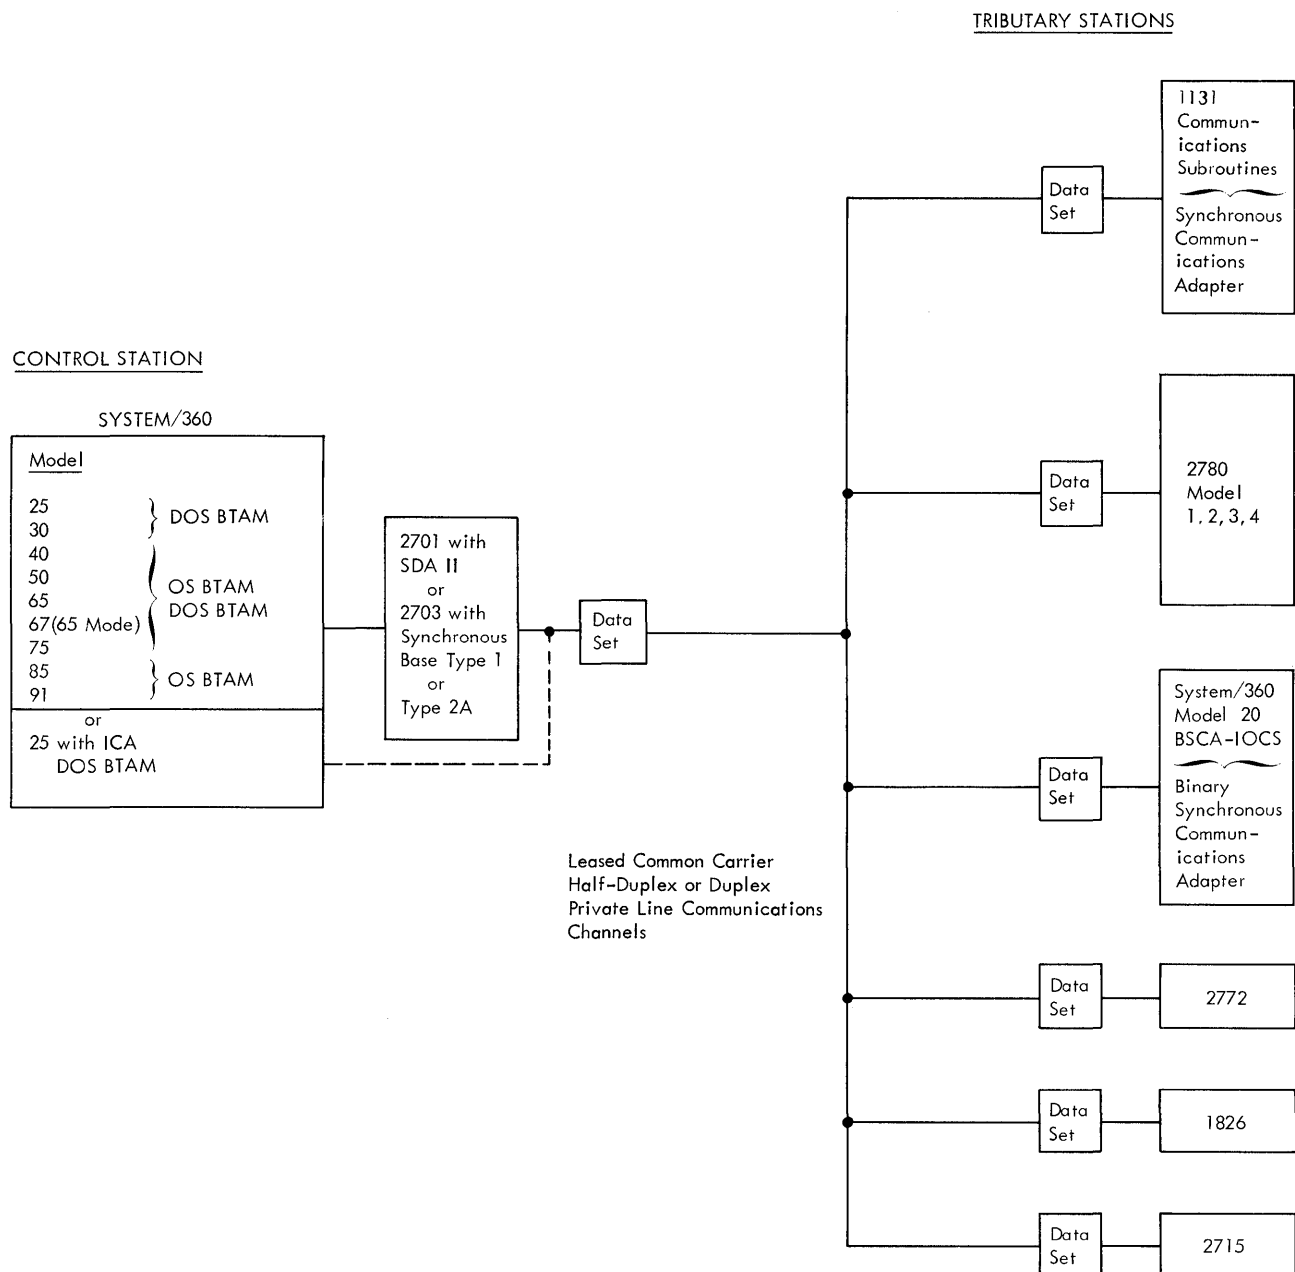 TRIBUTARY STATIONS
1131
Commun-
ications
Subroutines
Synchronous
Commun-
ications
Adapter
Data
Set
CONTROL STATION
SYSTEM/360
Model
25
30
DOS BTAM
40
50
65
67(65 Mode)
75
OS BTAM
DOS BTAM
85
91
OS BTAM
or
25 with ICA
DOS BTAM
2701 with
SDA II
or
2703 with
Synchronous
Base Type 1
or
Type 2A
Data
Set
Leased Common Carrier
Half-Duplex or Duplex
Private Line Communications
Channels
Data
Set
2780
Model
1, 2, 3, 4
Data
Set
System/360
Model 20
BSCA-IOCS
Binary
Synchronous
Commun-
ications
Adapter
Data
Set
2772
Data
Set
1826
Data
Set
2715